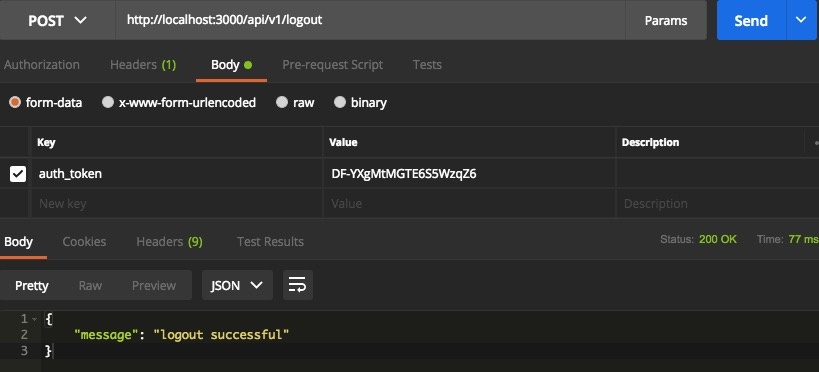 POST http://localhost:3000/api/v1/logout Params Send
Authorization Headers (1) Body Pre-request Script Tests
form-data x-www-form-urlencoded raw binary
Key Value Description
auth_token DF-YXgMtMGTE6S5WzqZ6
New key Value Description
Body Cookies Headers (9) Test Results Status: 200 OK Time: 77 ms
Pretty Raw Preview JSON
1 {
2 "message": "logout successful"
3 }